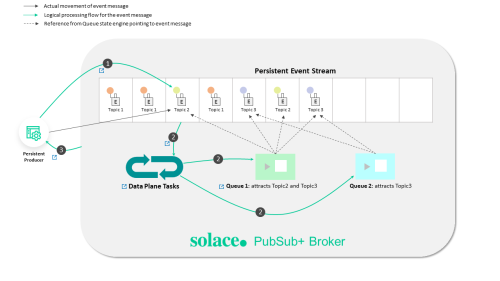 Actual movement of event message
Logical processing flow for the event message
Reference from Queue state engine pointing to event message
Persistent Event Stream
1
E E E E E E E
Topic 1 Topic 1 Topic 2 Topic 1 Topic 3 Topic 2 Topic 3
2
3
Persistent
Producer
2
2
Data Plane Tasks
Queue 1: attracts Topic2 and Topic3
Queue 2: attracts Topic3
2
solace. PubSub+ Broker